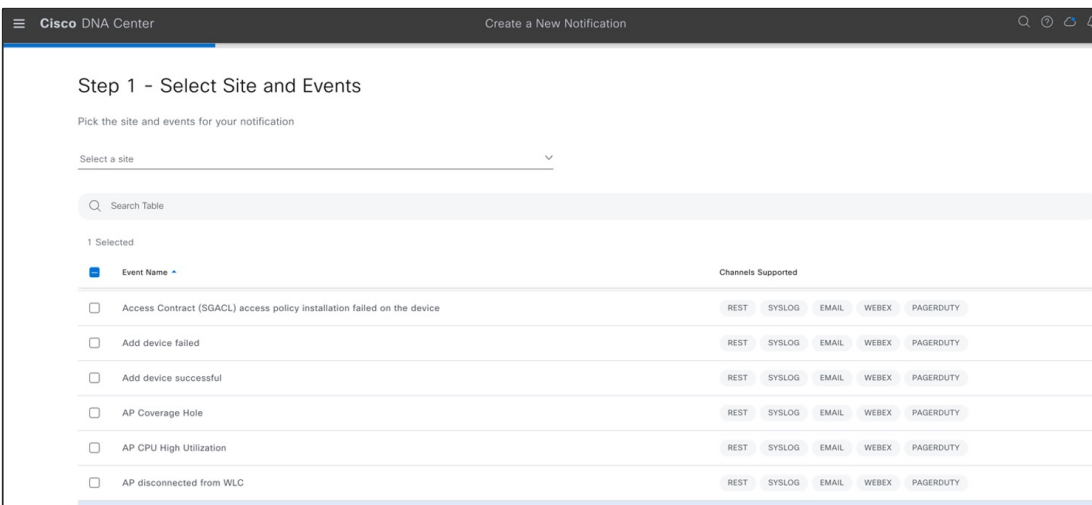 Cisco DNA Center
Create a New Notification
Step 1 - Select Site and Events
Pick the site and events for your notification
Select a site
Search Table
1 Selected
Event Name Channels Supported
Access Contract (SGACL) access policy installation failed on the device REST SYSLOG EMAIL WEBEX PAGERDUTY
Add device failed REST SYSLOG EMAIL WEBEX PAGERDUTY
Add device successful REST SYSLOG EMAIL WEBEX PAGERDUTY
AP Coverage Hole REST SYSLOG EMAIL WEBEX PAGERDUTY
AP CPU High Utilization REST SYSLOG EMAIL WEBEX PAGERDUTY
AP disconnected from WLC REST SYSLOG EMAIL WEBEX PAGERDUTY